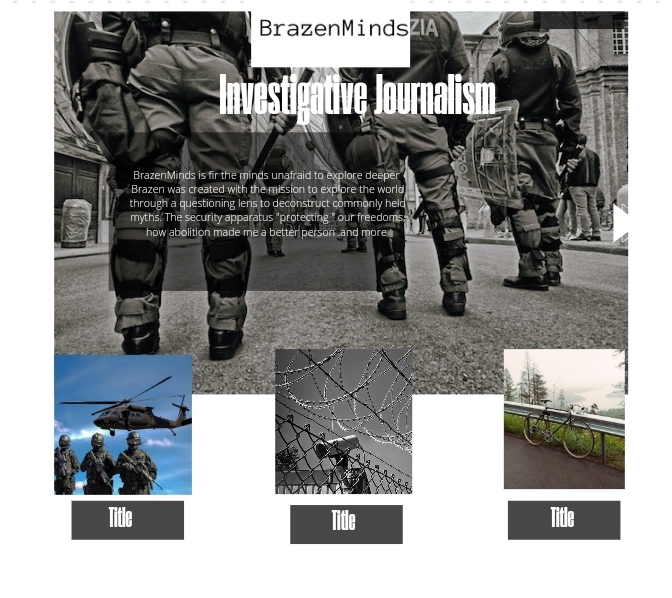 BrazenMinds
ZIA
Investigative Journalism
BrazenMinds is fir the minds unafraid to explore deeper
Brazen was created with the mission to explore the world
through a questioning lens to deconstruct commonly held
myths. The security apparatus "protecting " our freedoms,
how abolition made me a better person ,and more
Title
Title
Title